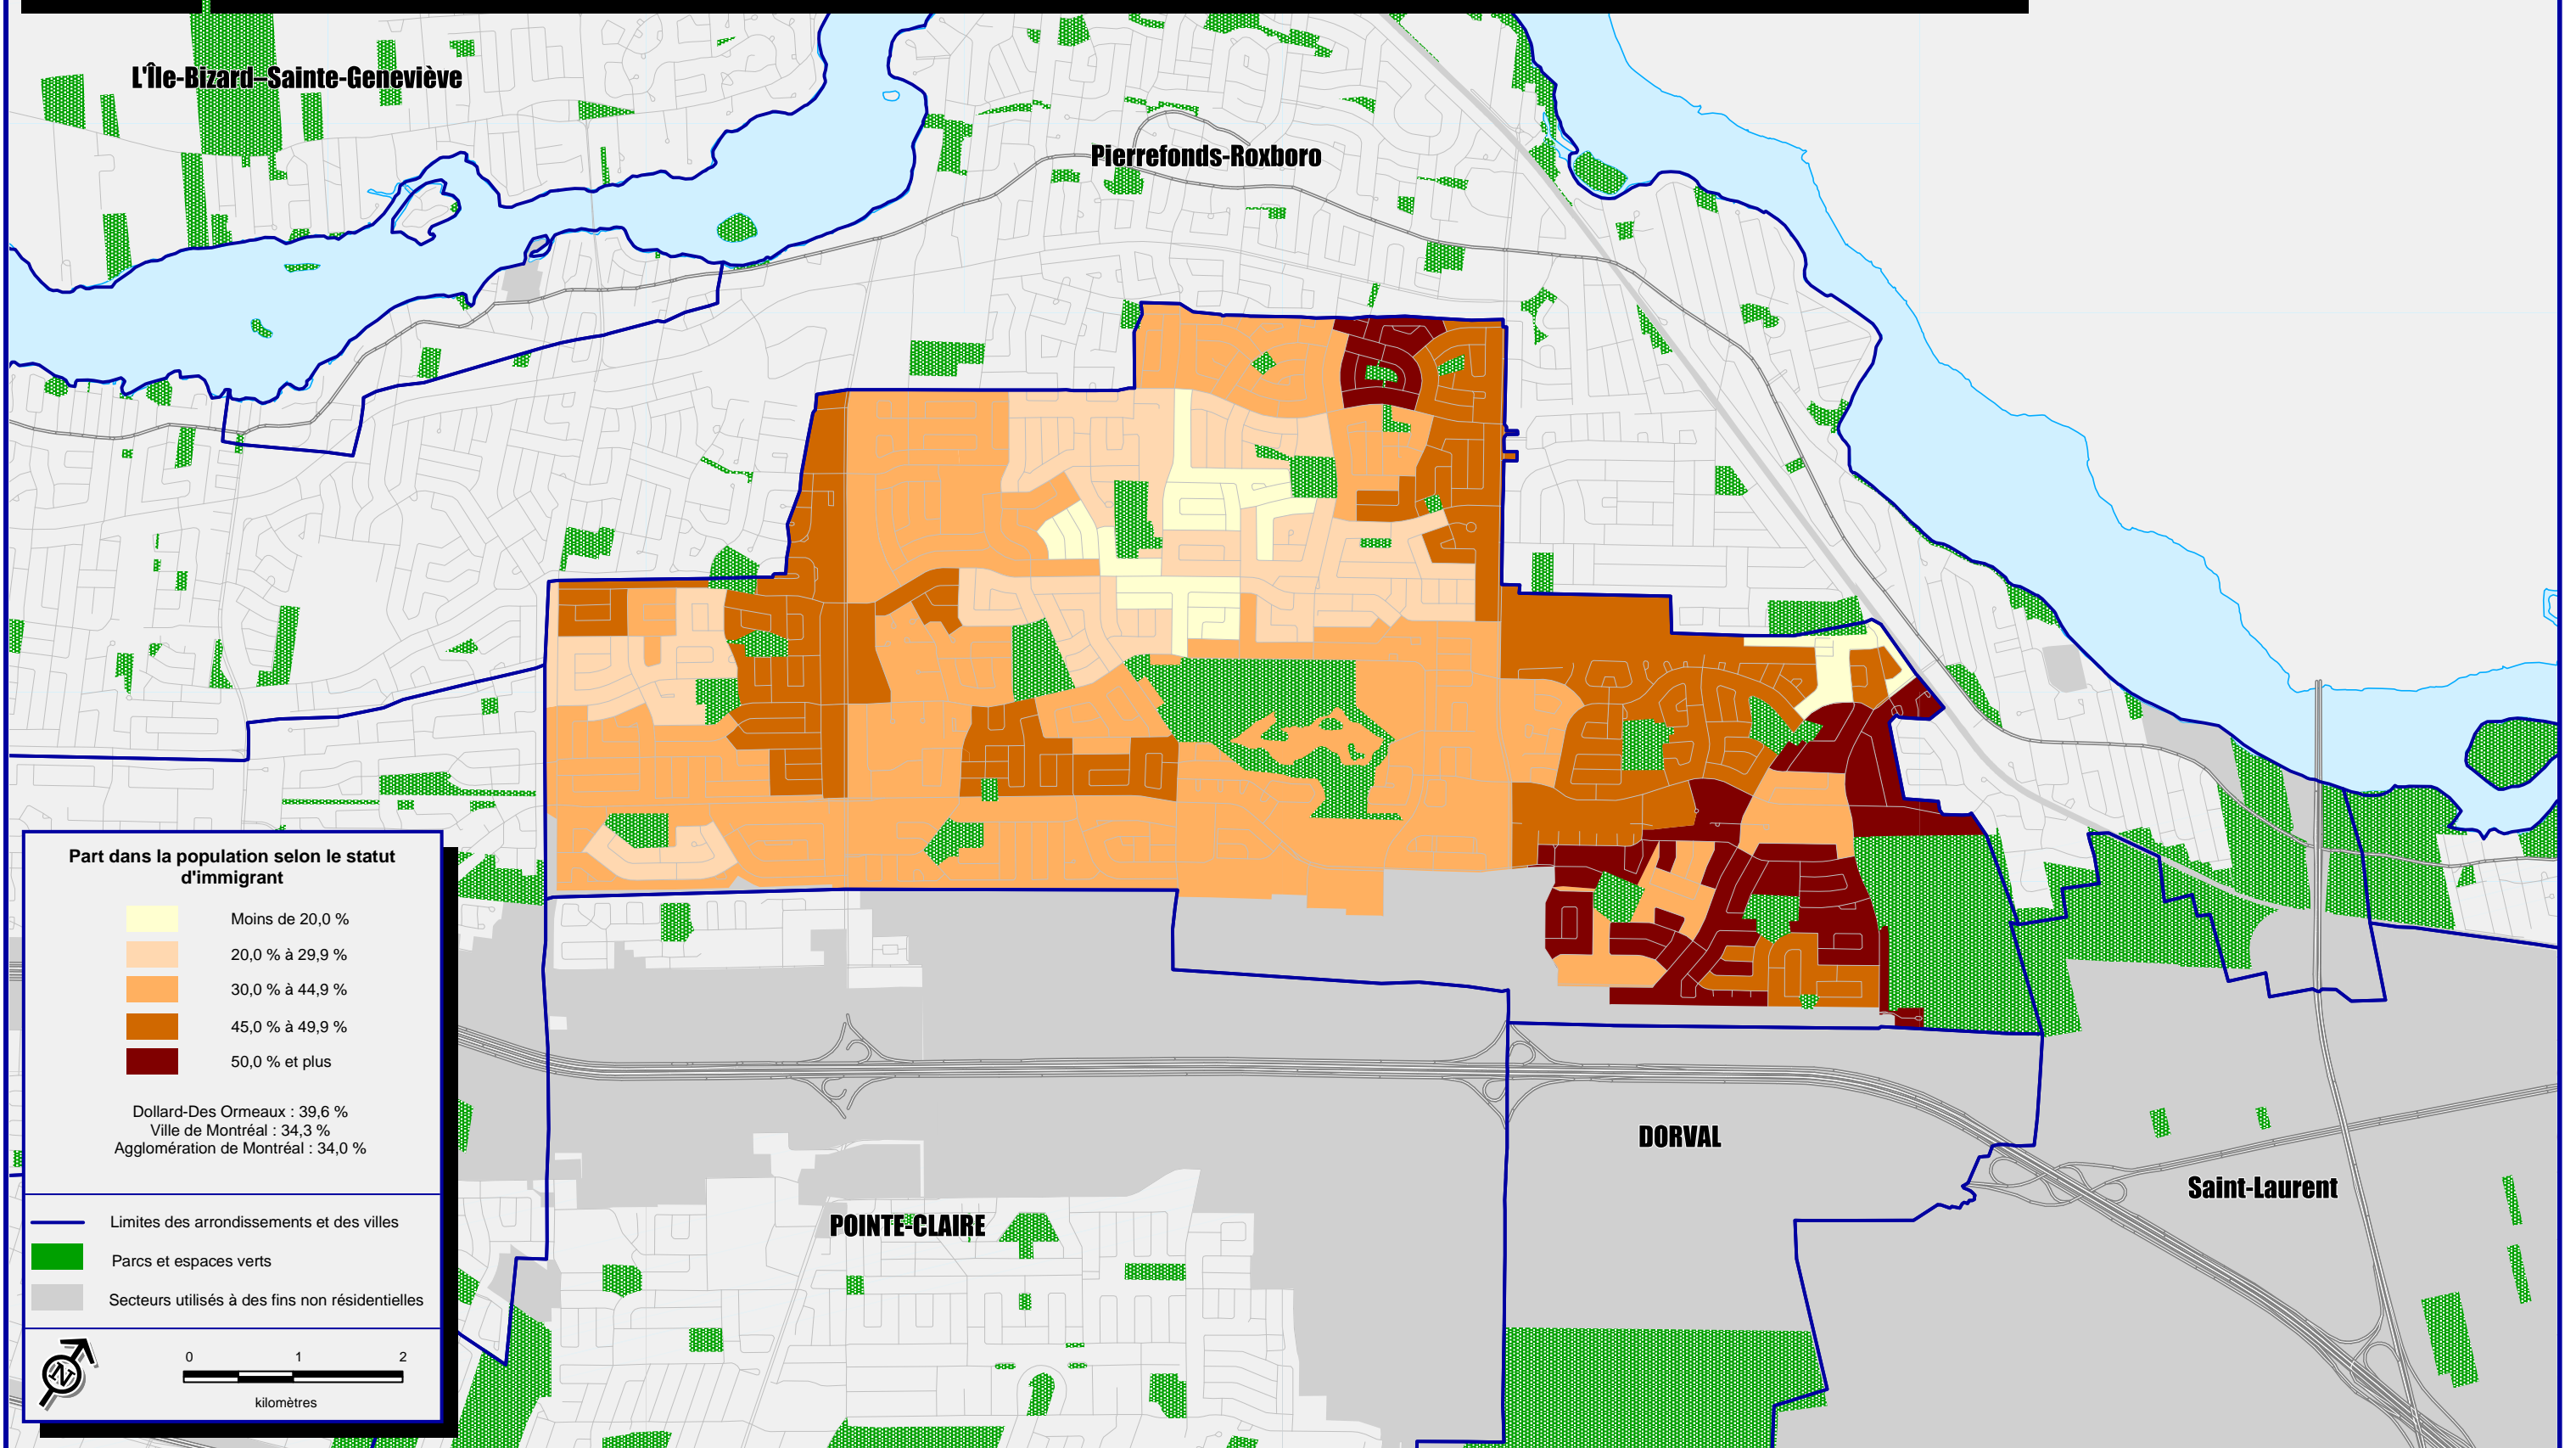 L'Île-Bizard–Sainte-Geneviève
Pierrefonds-Roxboro
Part dans la population selon le statut
d'immigrant
Moins de 20,0 %
20,0 % à 29,9 %
30,0 % à 44,9 %
45,0 % à 49,9 %
50,0 % et plus
Dollard-Des Ormeaux : 39,6 %
Ville de Montréal : 34,3 %
Agglomération de Montréal : 34,0 %
Limites des arrondissements et des villes
Parcs et espaces verts
Secteurs utilisés à des fins non résidentielles
N
0 1 2
kilomètres
DORVAL
Saint-Laurent
POINTE-CLAIRE